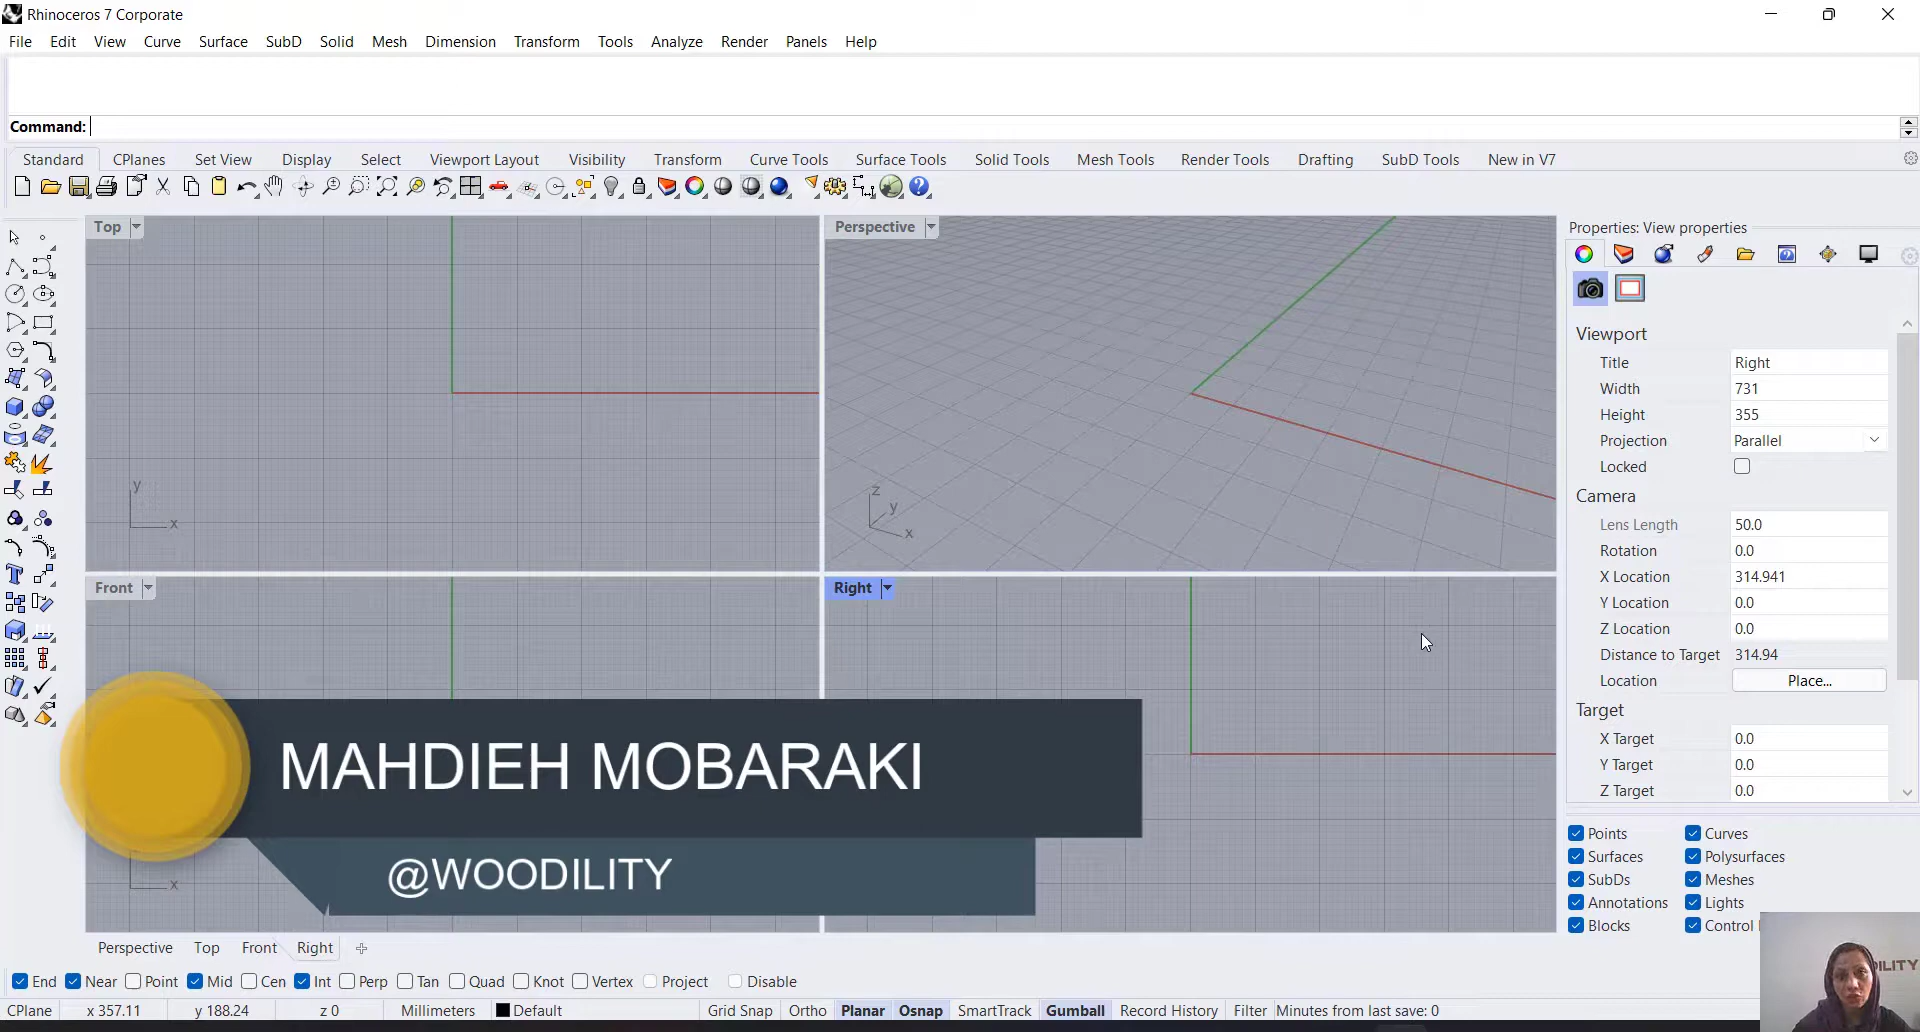 Rhinoceros 7 Corporate
File Edit View Curve Surface SubD Solid Mesh Dimension Transform Tools Analyze Render Panels Help
Command:
Standard CPlanes Set View Display Select Viewport Layout Visibility Transform Curve Tools Surface Tools Solid Tools Mesh Tools Render Tools Drafting SubD Tools New in V7
Top
y
x
Perspective
z
y
x
Front
x
Right
MAHDIEH MOBARAKI
@WOODILITY
Properties: View properties
Viewport
Title Right
Width 731
Height 355
Projection Parallel
Locked
Camera
Lens Length 50.0
Rotation 0.0
X Location 314.941
Y Location 0.0
Z Location 0.0
Distance to Target 314.94
Location Place...
Target
X Target 0.0
Y Target 0.0
Z Target 0.0
Points Curves
Surfaces Polysurfaces
SubDs Meshes
Annotations Lights
Blocks Control
ILITY
Perspective Top Front Right
End Near Point Mid Cen Int Perp Tan Quad Knot Vertex Project Disable
CPlane x 357.11 y 188.24 z 0 Millimeters Default Grid Snap Ortho Planar Osnap SmartTrack Gumball Record History Filter Minutes from last save: 0